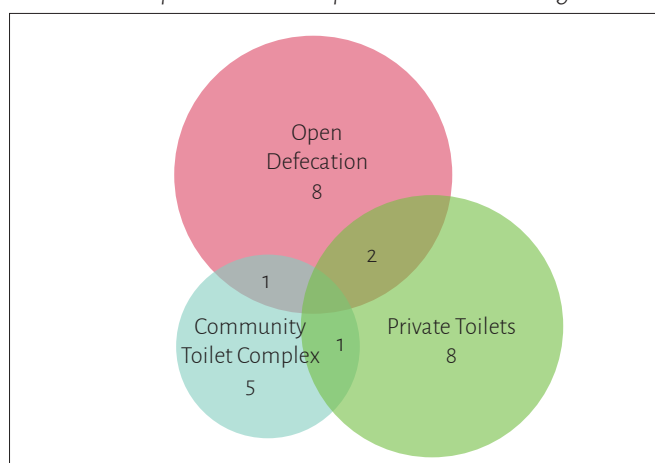 Open
Defecation
8
2
1
Community
Toilet Complex
5
1
Private Toilets
8